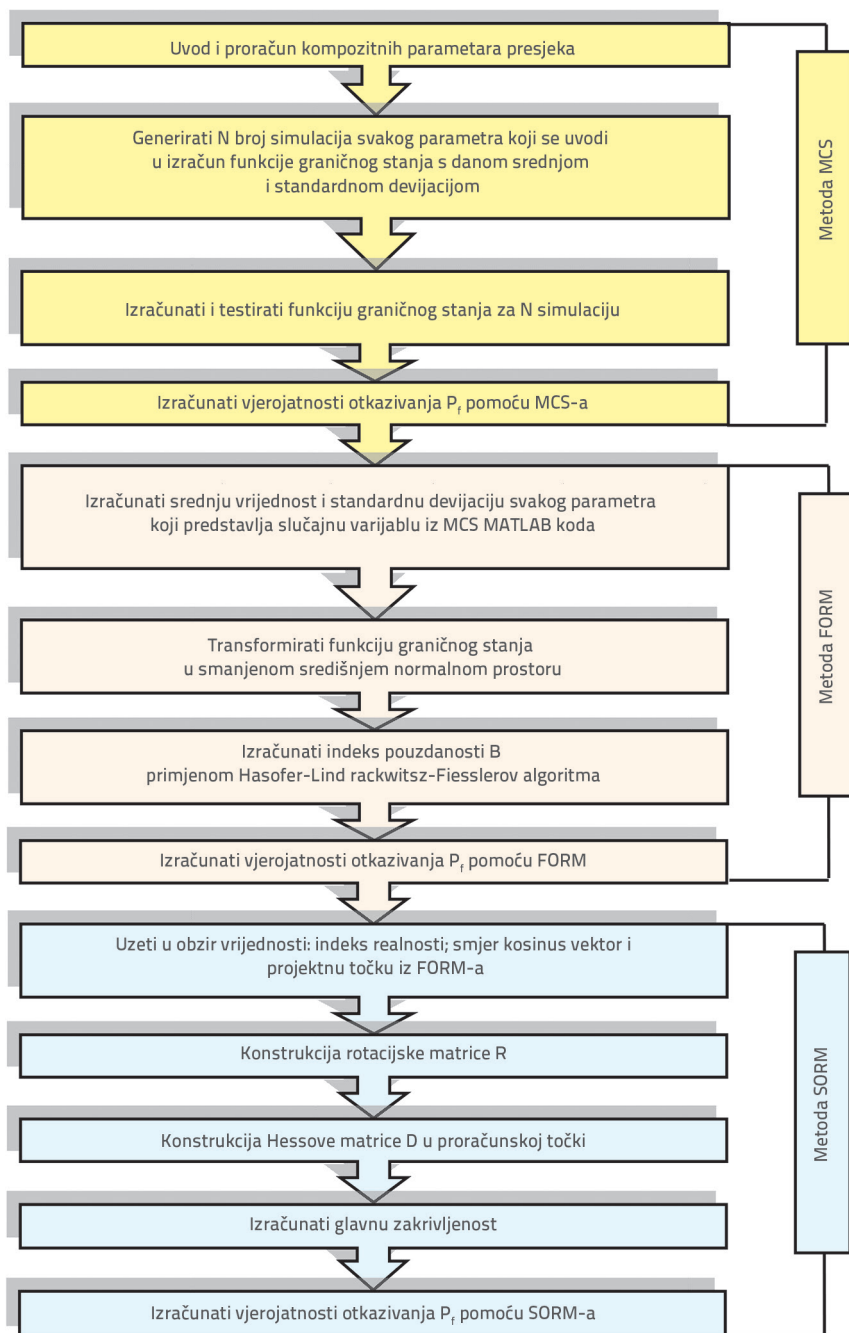 Uvod i proračun kompozitnih parametara presjeka
Generirati N broj simulacija svakog parametra koji se uvodi
u izračun funkcije graničnog stanja s danom srednjom
i standardnom devijacijom
Izračunati i testirati funkciju graničnog stanja za N simulaciju
Izračunati vjerojatnosti otkazivanja Pf pomoću MCS-a
Metoda MCS
Izračunati srednju vrijednost i standardnu devijaciju svakog parametra
koji predstavlja slučajnu varijablu iz MCS MATLAB koda
Transformirati funkciju graničnog stanja
u smanjenom središnjem normalnom prostoru
Izračunati indeks pouzdanosti B
primjenom Hasofer-Lind rackwitsz-Fiesslerov algoritma
Izračunati vjerojatnosti otkazivanja Pf pomoću FORM
Metoda FORM
Uzeti u obzir vrijednosti: indeks realnosti; smjer kosinus vektor i
projektnu točku iz FORM-a
Konstrukcija rotacijske matrice R
Konstrukcija Hessove matrice D u proračunskoj točki
Izračunati glavnu zakrivljenost
Izračunati vjerojatnosti otkazivanja Pf pomoću SORM-a
Metoda SORM